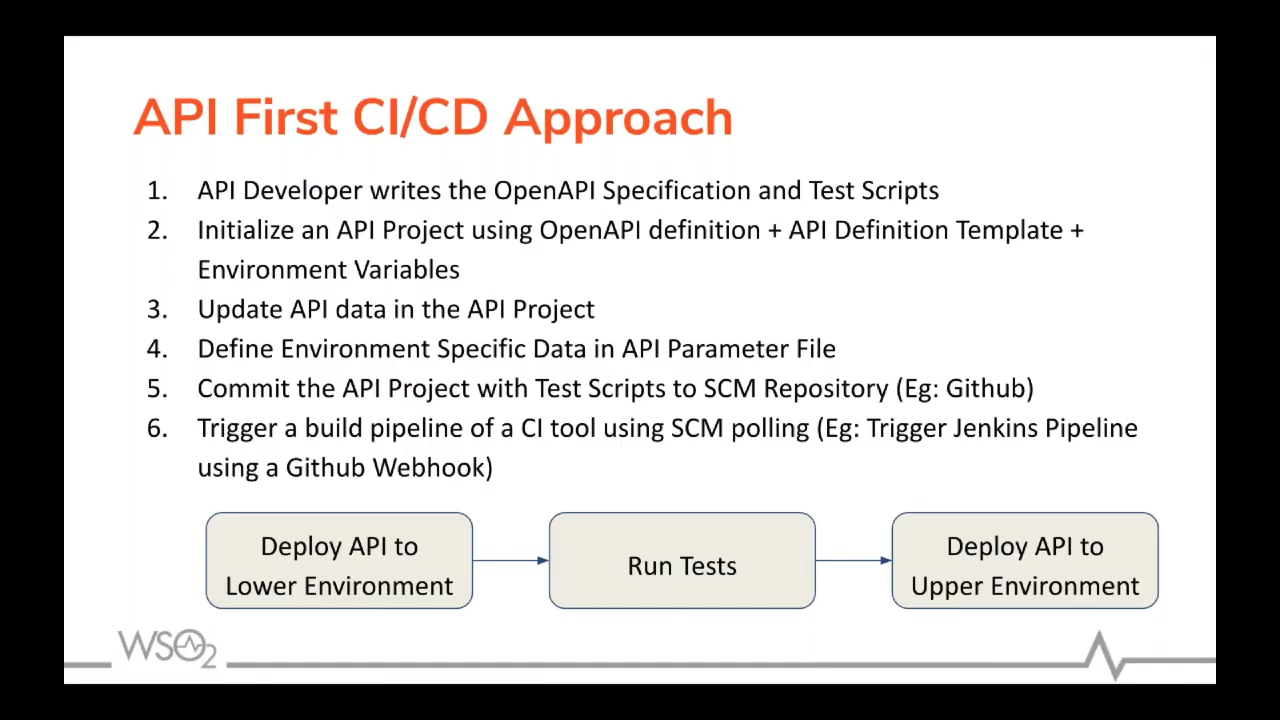 API First CI/CD Approach
1. API Developer writes the OpenAPI Specification and Test Scripts
2. Initialize an API Project using OpenAPI definition + API Definition Template +
Environment Variables
3. Update API data in the API Project
4. Define Environment Specific Data in API Parameter File
5. Commit the API Project with Test Scripts to SCM Repository (Eg: Github)
6. Trigger a build pipeline of a CI tool using SCM polling (Eg: Trigger Jenkins Pipeline
using a Github Webhook)
Deploy API to
Lower Environment
Run Tests
Deploy API to
Upper Environment
WSO2